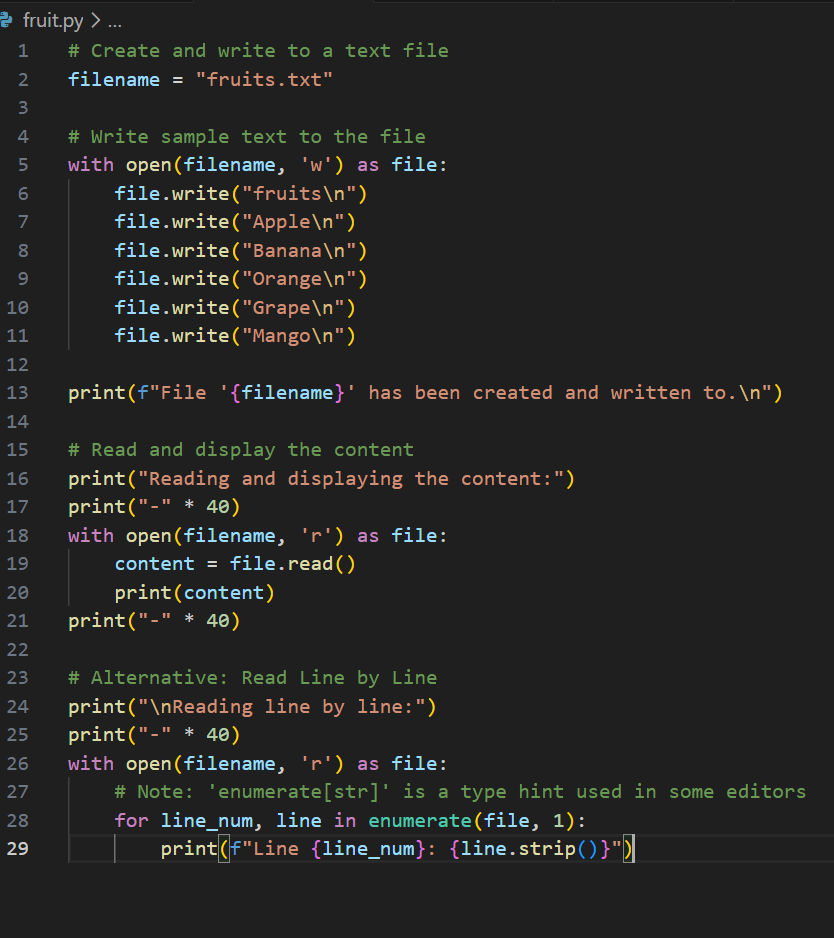 fruit.py > ...
1 # Create and write to a text file
2 filename = "fruits.txt"
3
4 # Write sample text to the file
5 with open(filename, 'w') as file:
6     file.write("fruits\n")
7     file.write("Apple\n")
8     file.write("Banana\n")
9     file.write("Orange\n")
10     file.write("Grape\n")
11     file.write("Mango\n")
12
13 print(f"File '{filename}' has been created and written to.\n")
14
15 # Read and display the content
16 print("Reading and displaying the content:")
17 print("-" * 40)
18 with open(filename, 'r') as file:
19     content = file.read()
20     print(content)
21 print("-" * 40)
22
23 # Alternative: Read Line by Line
24 print("\nReading line by line:")
25 print("-" * 40)
26 with open(filename, 'r') as file:
27     # Note: 'enumerate[str]' is a type hint used in some editors
28     for line_num, line in enumerate(file, 1):
29         print(f"Line {line_num}: {line.strip()}")